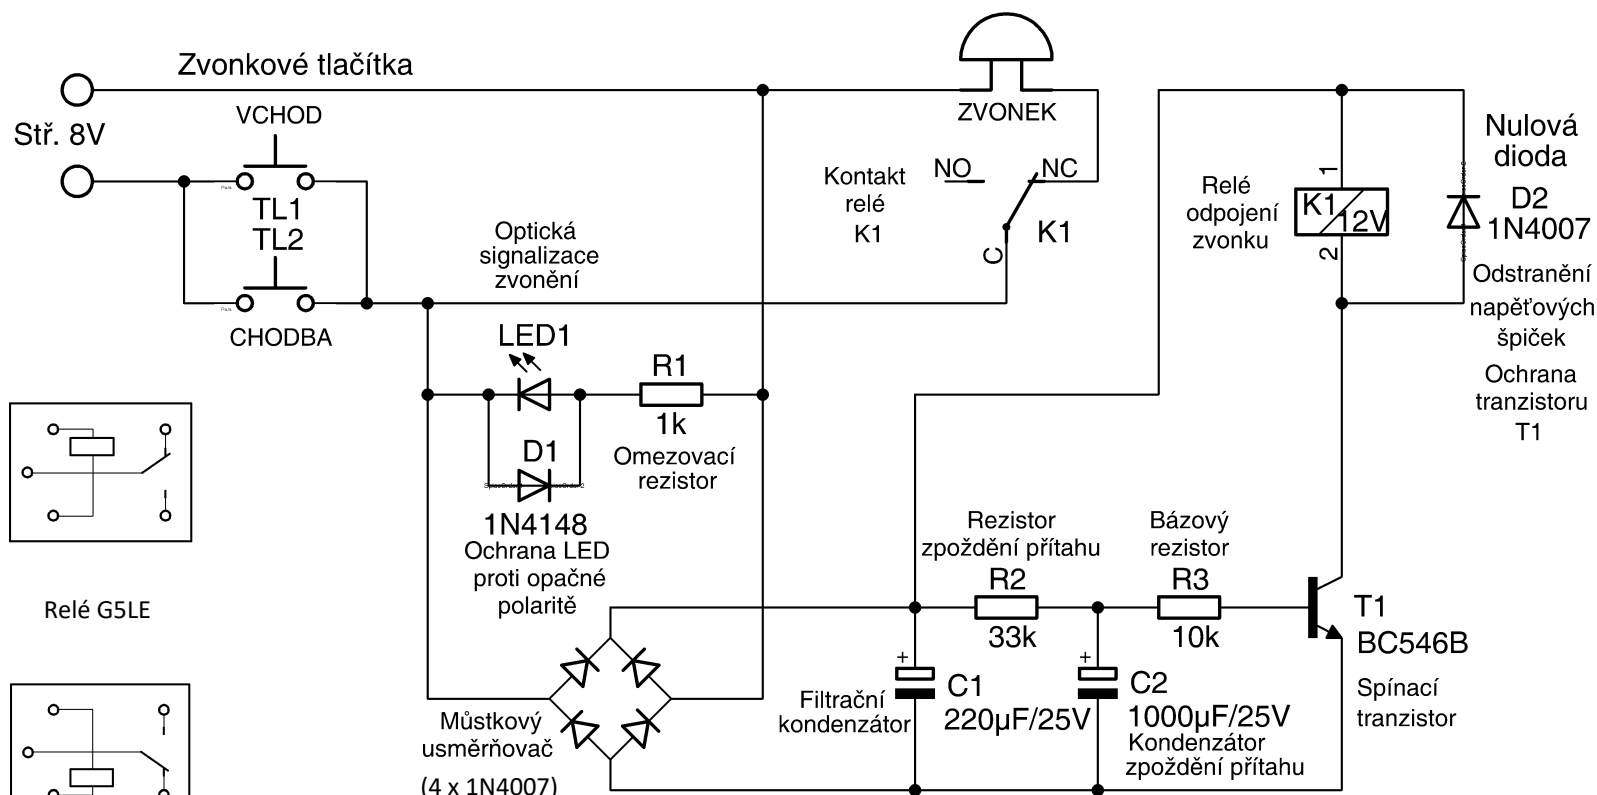 Zvonkové tlačítka
VCHOD
Stř. 8V
TL1
TL2
CHODBA
ZVONEK
NO
NC
Kontakt
relé
K1
K1
C
Optická
signalizace
zvonění
LED1
R1
1k
Omezovací
rezistor
D1
1N4148
Ochrana LED
proti opačné
polaritě
Relé
odpojení
zvonku
1
K1
12V
2
Nulová
dioda
D2
1N4007
Odstranění
napěťových
špiček
Ochrana
tranzistoru
T1
Relé G5LE
Rezistor
zpoždění přítahu
R2
33k
Bázový
rezistor
R3
10k
T1
BC546B
Spínací
tranzistor
Filtrační
kondenzátor
+
C1
220µF/25V
+
C2
1000µF/25V
Kondenzátor
zpoždění přítahu
Můstkový
usměrňovač
(4 x 1N4007)